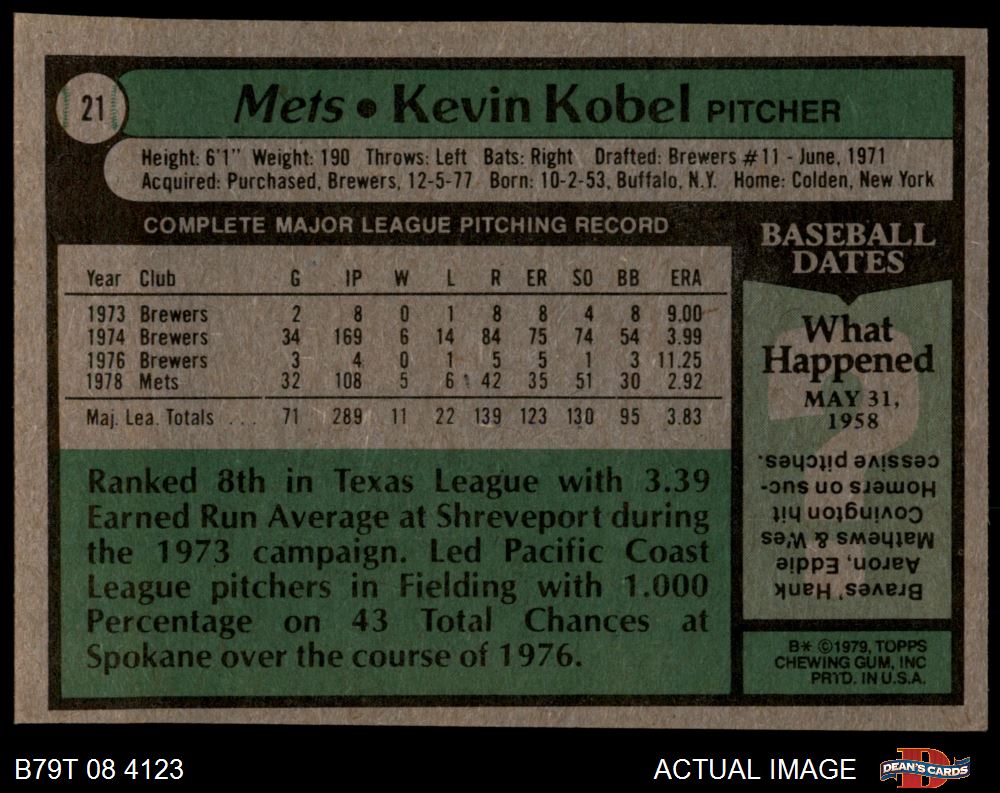 21
Mets • Kevin Kobel PITCHER
Height: 6'1" Weight: 190 Throws: Left Bats: Right Drafted: Brewers #11 - June, 1971
Acquired: Purchased, Brewers, 12-5-77 Born: 10-2-53, Buffalo, N.Y. Home: Colden, New York
COMPLETE MAJOR LEAGUE PITCHING RECORD
Year Club G IP W L R ER SO BB ERA
1973 Brewers 2 8 0 1 8 8 4 8 9.00
1974 Brewers 34 169 6 14 84 75 74 54 3.99
1976 Brewers 3 4 0 1 5 5 1 3 11.25
1978 Mets 32 108 5 6 42 35 51 30 2.92
Maj. Lea. Totals ... 71 289 11 22 139 123 130 95 3.83
Ranked 8th in Texas League with 3.39
Earned Run Average at Shreveport during
the 1973 campaign. Led Pacific Coast
League pitchers in Fielding with 1.000
Percentage on 43 Total Chances at
Spokane over the course of 1976.
BASEBALL
DATES
What
Happened
MAY 31,
1958
Braves' Hank
Aaron, Eddie
Mathews & Wes
Covington hit
Homers on suc-
cessive pitches.
B* ©1979, TOPPS
CHEWING GUM, INC
PRTD. IN U.S.A.
B79T 08 4123
ACTUAL IMAGE
DEAN'S CARDS